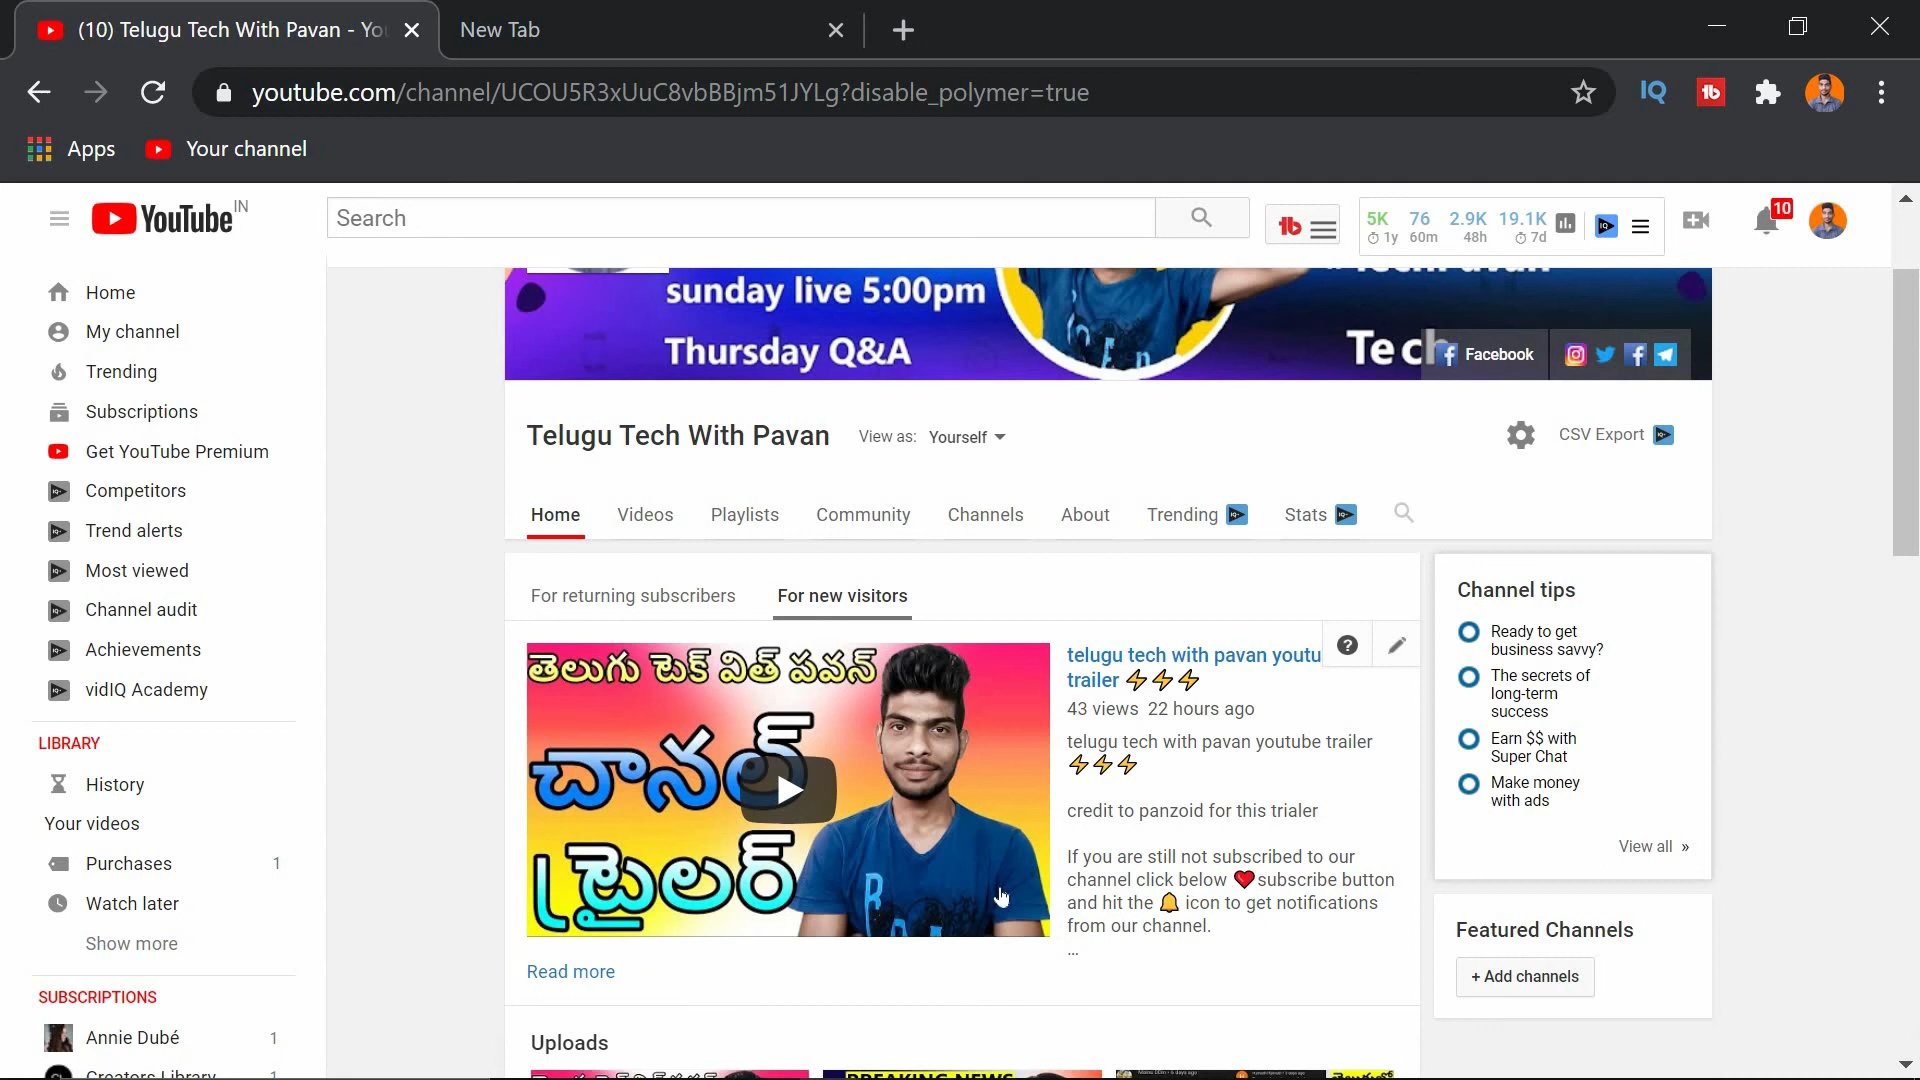 (10) Telugu Tech With Pavan - You
New Tab
youtube.com/channel/UCOU5R3xUuC8vbBBjm51JYLg?disable_polymer=true
IQ
tb
Apps
Your channel
YouTube IN
Search
tb
5K 76 2.9K 19.1K
1y 60m 48h 7d
10
Home
My channel
Trending
Subscriptions
Get YouTube Premium
Competitors
Trend alerts
Most viewed
Channel audit
Achievements
vidIQ Academy
LIBRARY
History
Your videos
Purchases 1
Watch later
Show more
SUBSCRIPTIONS
Annie Dubé 1
Creators Library 1
sunday live 5:00pm
Thursday Q&A
Tech
Facebook
Telugu Tech With Pavan
View as: Yourself
CSV Export
Home Videos Playlists Community Channels About Trending Stats
For returning subscribers
For new visitors
తెలుగు టెక్ విత్ పవన్
చానల్
ట్రైలర్
telugu tech with pavan youtu
trailer ⚡⚡⚡
43 views 22 hours ago
telugu tech with pavan youtube trailer
⚡⚡⚡
credit to panzoid for this trialer
If you are still not subscribed to our
channel click below ❤️subscribe button
and hit the 🔔 icon to get notifications
from our channel.
...
Read more
Uploads
BREAKING NEWS
Channel tips
Ready to get
business savvy?
The secrets of
long-term
success
Earn $$ with
Super Chat
Make money
with ads
View all »
Featured Channels
+ Add channels